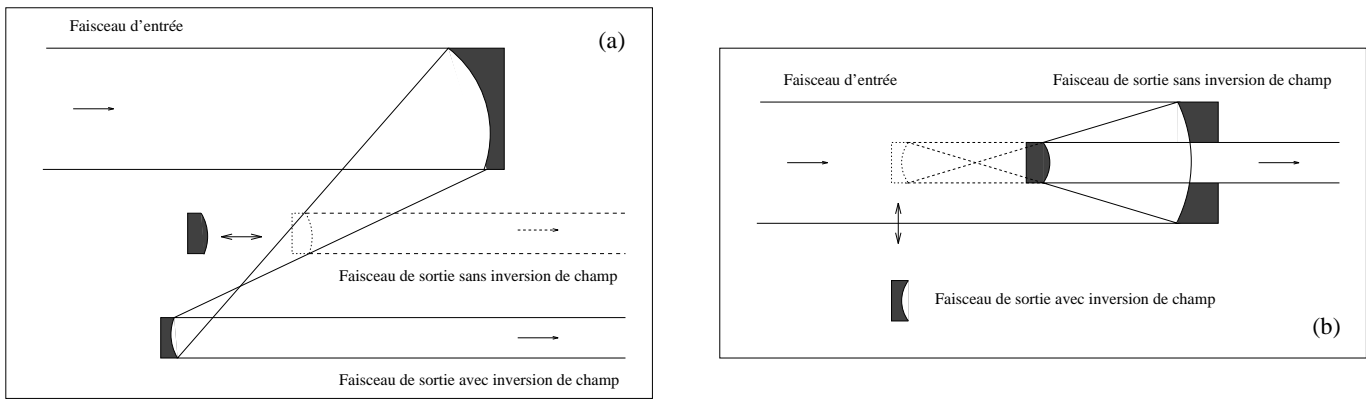 Faisceau d'entrée
(a)
Faisceau de sortie sans inversion de champ
Faisceau de sortie avec inversion de champ
Faisceau d'entrée
Faisceau de sortie sans inversion de champ
Faisceau de sortie avec inversion de champ
(b)